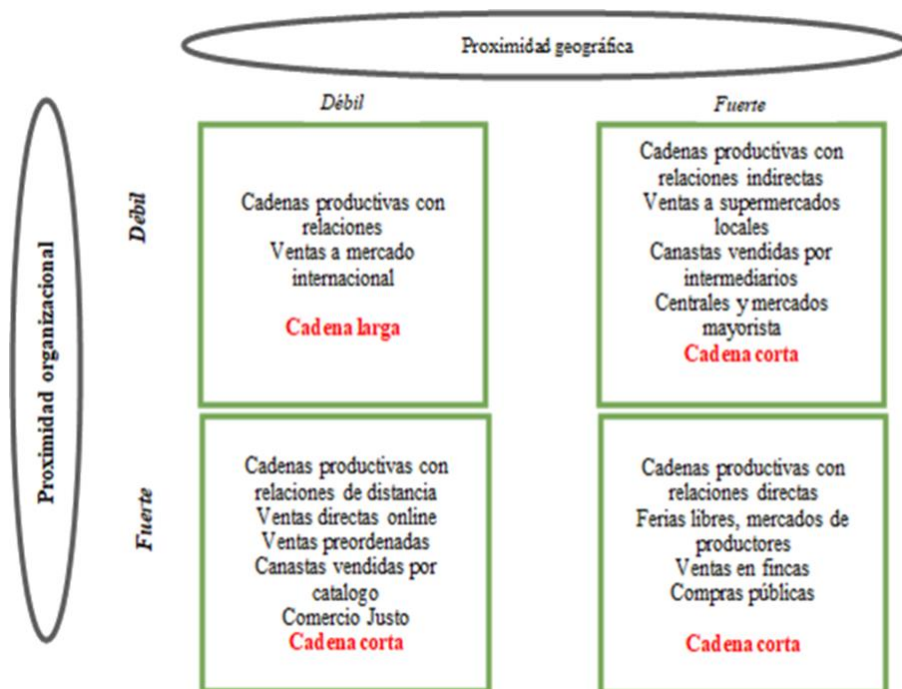 Proximidad geográfica
Débil
Fuerte
Proximidad organizacional
Débil
Cadenas productivas con
relaciones
Ventas a mercado
internacional
Cadena larga
Cadenas productivas con
relaciones indirectas
Ventas a supermercados
locales
Canastas vendidas por
intermediarios
Centrales y mercados
mayorista
Cadena corta
Fuerte
Cadenas productivas con
relaciones de distancia
Ventas directas online
Ventas preordenadas
Canastas vendidas por
catalogo
Comercio Justo
Cadena corta
Cadenas productivas con
relaciones directas
Ferias libres, mercados de
productores
Ventas en fincas
Compras públicas
Cadena corta